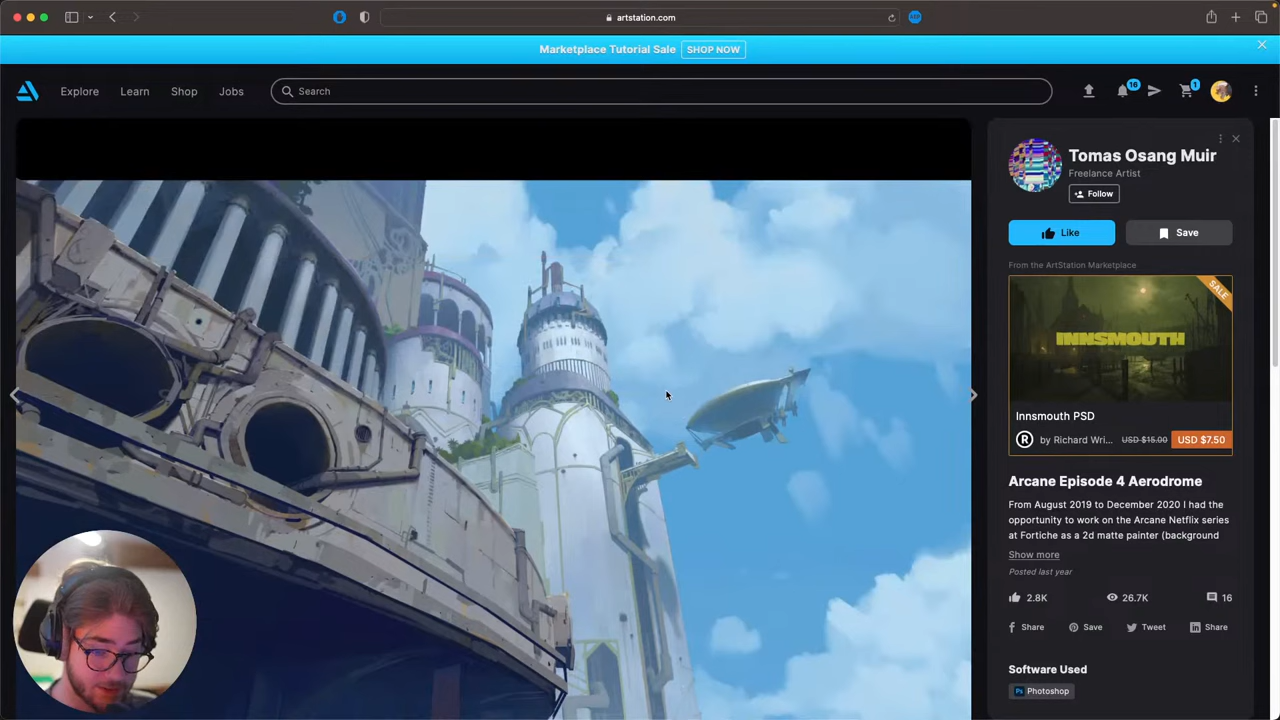 artstation.com
Marketplace Tutorial Sale SHOP NOW
Explore Learn Shop Jobs Search 16 1
Tomas Osang Muir
Freelance Artist
Follow
Like Save
From the ArtStation Marketplace
SALE
INNSMOUTH
Innsmouth PSD
R by Richard Wri... USD $15.00 USD $7.50
Arcane Episode 4 Aerodrome
From August 2019 to December 2020 I had the
opportunity to work on the Arcane Netflix series
at Fortiche as a 2d matte painter (background
Show more
Posted last year
2.8K 26.7K 16
Share Save Tweet Share
Software Used
Ps Photoshop